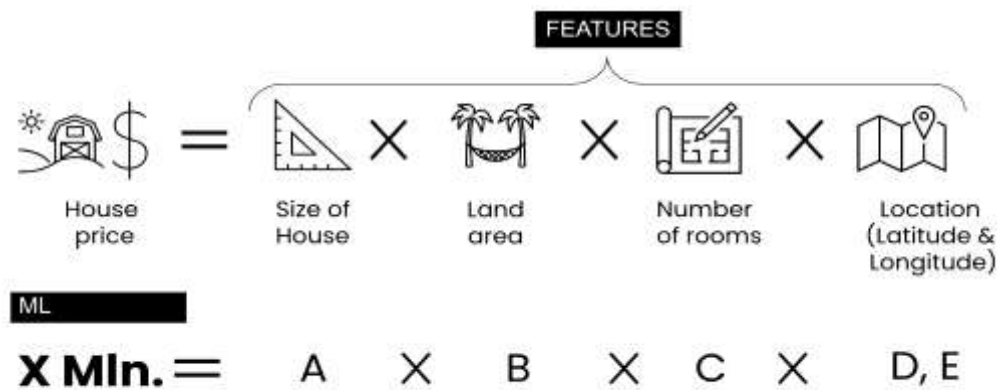 FEATURES
$ = × × ×
House price
Size of House
Land area
Number of rooms
Location (Latitude & Longitude)
ML
X Mln. = A × B × C × D, E